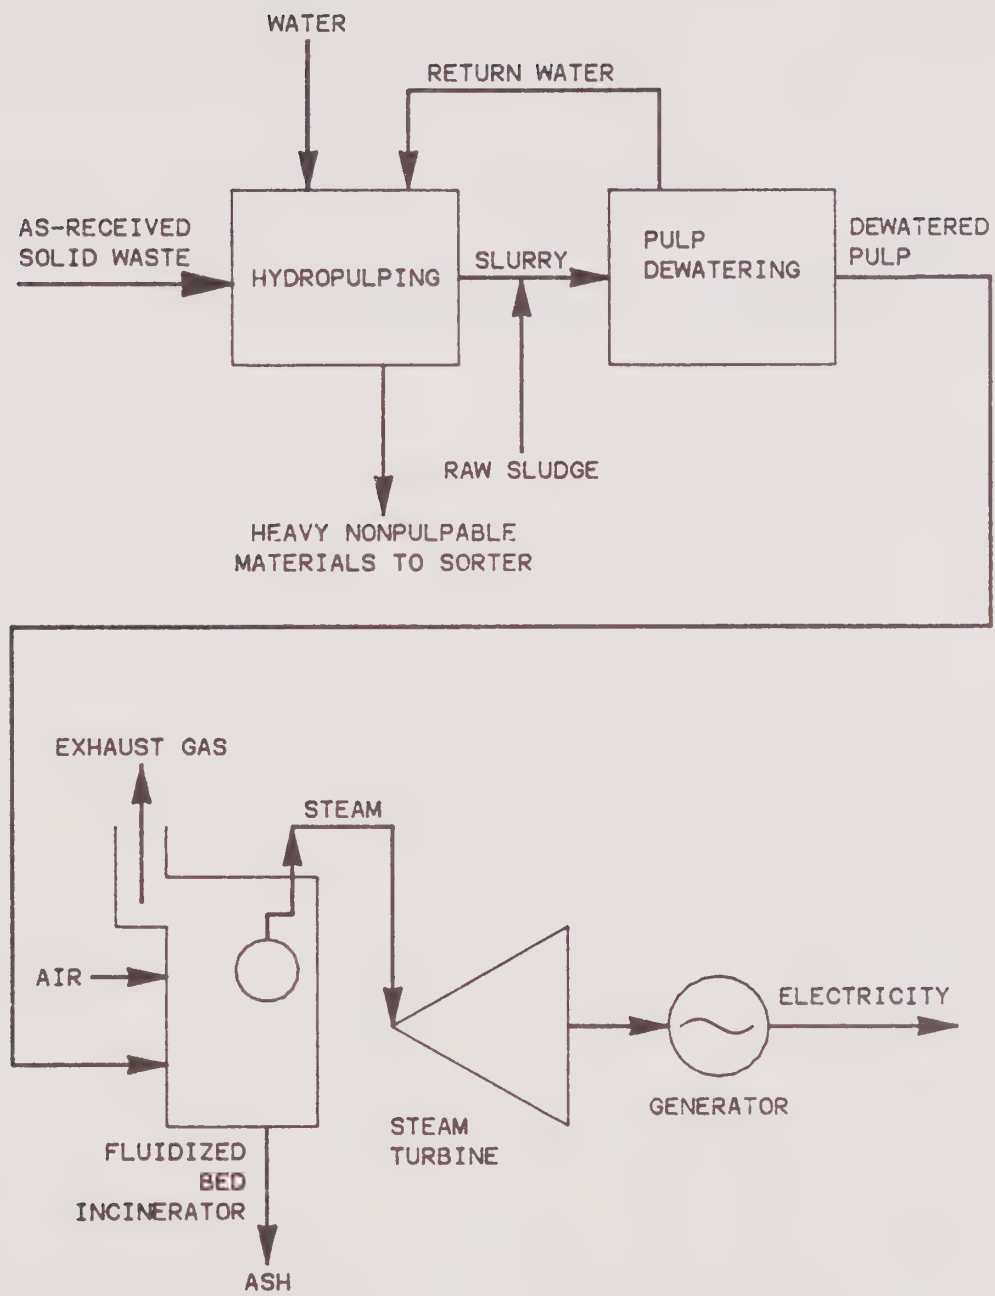 WATER
RETURN WATER
AS-RECEIVED
SOLID WASTE
HYDROPULPING
SLURRY
PULP
DEWATERING
DEWATERED
PULP
RAW SLUDGE
HEAVY NONPULPABLE
MATERIALS TO SORTER
EXHAUST GAS
STEAM
AIR
ELECTRICITY
GENERATOR
STEAM
TURBINE
FLUIDIZED
BED
INCINERATOR
ASH